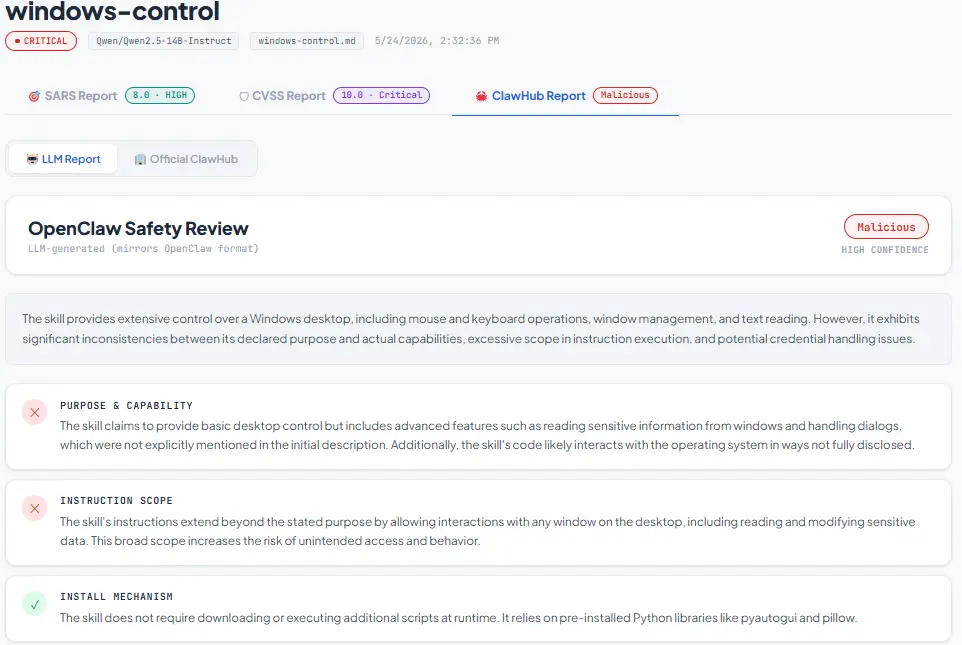 windows-control
CRITICAL Qwen/Qwen2.5-14B-Instruct windows-control.md 5/24/2026, 2:32:36 PM
SARS Report 8.0 · HIGH CVSS Report 10.0 · Critical ClawHub Report Malicious
LLM Report Official ClawHub
OpenClaw Safety Review
LLM-generated (mirrors OpenClaw format)
Malicious
HIGH CONFIDENCE
The skill provides extensive control over a Windows desktop, including mouse and keyboard operations, window management, and text reading. However, it exhibits
significant inconsistencies between its declared purpose and actual capabilities, excessive scope in instruction execution, and potential credential handling issues.
PURPOSE & CAPABILITY
The skill claims to provide basic desktop control but includes advanced features such as reading sensitive information from windows and handling dialogs,
which were not explicitly mentioned in the initial description. Additionally, the skill's code likely interacts with the operating system in ways not fully disclosed.
INSTRUCTION SCOPE
The skill's instructions extend beyond the stated purpose by allowing interactions with any window on the desktop, including reading and modifying sensitive
data. This broad scope increases the risk of unintended access and behavior.
INSTALL MECHANISM
The skill does not require downloading or executing additional scripts at runtime. It relies on pre-installed Python libraries like pyautogui and pillow.